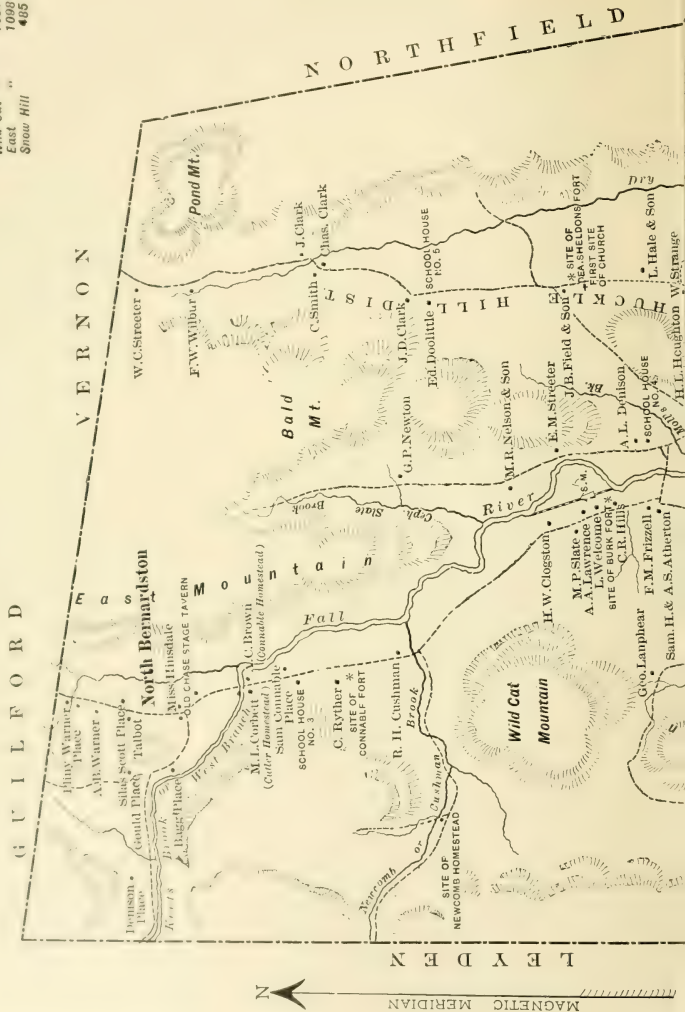 1098
East "
Snow Hill 485
GUILFORD
VERNON
NORTHFIELD
LEYDEN
N
MAGNETIC MERIDIAN
Pliny Warner
Place
A.B. Warner
Silas Scott Place
Talbot
Gould Place
Denison
Place
Keets Brook
Bagg Place
North Bernardston
Miss Hinsdale
OLD CHASE STAGE TAVERN
West Branch
C. Brown
(Connable Homestead)
M.L. Corbett
(Cutler Homestead)
Sam Connable
Place
SCHOOL HOUSE
NO. 3
C. Ryther
SITE OF
CONNABLE FORT
R. H. Cushman
Newcomb or Cushman Brook
SITE OF
NEWCOMB HOMESTEAD
East Mountain
Fall River
Ceph. State Brook
Bald
Mt.
Pond Mt.
W.C. Streeter
F.W. Wilbur
J. Clark
Chas. Clark
C. Smith
J.D. Clark
Ed. Doolittle
SCHOOL HOUSE
NO. 5
HUCKLE HILL DIST
G.P. Newton
M.R. Nelson & Son
E.M. Streeter
J.B. Field & Son
SITE OF
DEA. SHELDONS FORT
FIRST SITE
OF CHURCH
Dry
L. Hale & Son
W. Strange
H.L. Houghton
A.L. Denison
SCHOOL HOUSE
Bk.
H.W. Clogston
S.M.
M.P. Slate
A.A. Lawrence
L. Welcome
SITE OF BURK FORT
C.R. Hills
F.M. Frizzell
Sam. H. & A.S. Atherton
Geo. Lanphear
Wild Cat
Mountain